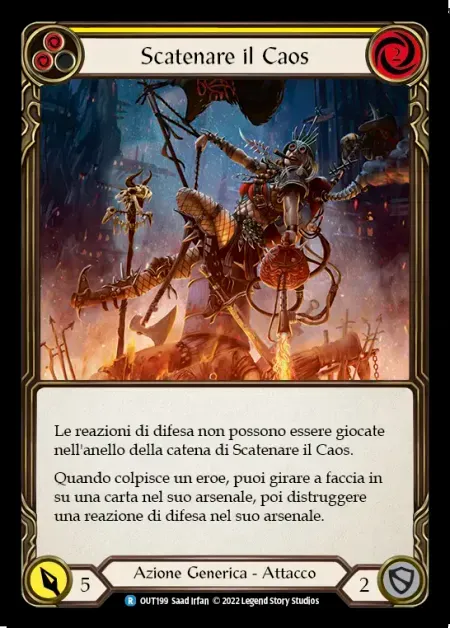 Scatenare il Caos
2
Le reazioni di difesa non possono essere giocate
nell'anello della catena di Scatenare il Caos.
Quando colpisce un eroe, puoi girare a faccia in
su una carta nel suo arsenale, poi distruggere
una reazione di difesa nel suo arsenale.
5
Azione Generica - Attacco
2
R OUT199 Saad Irfan © 2022 Legend Story Studios